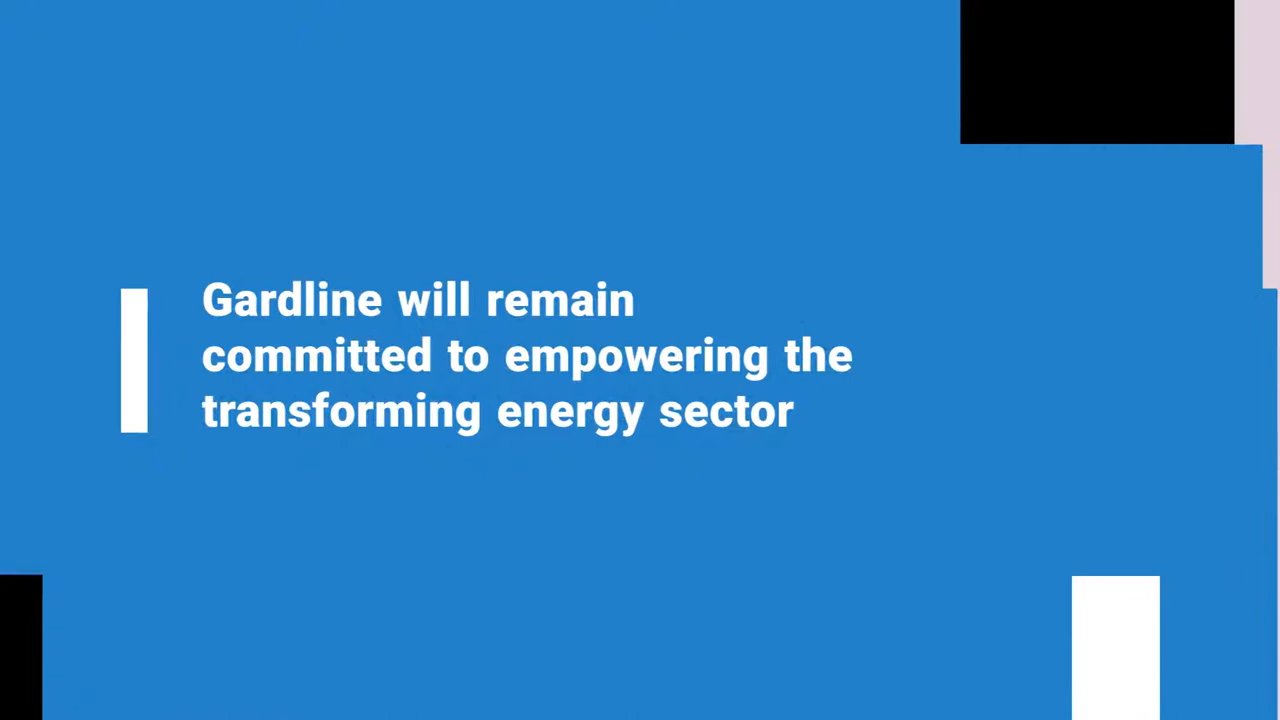 Gardline will remain
committed to empowering the
transforming energy sector